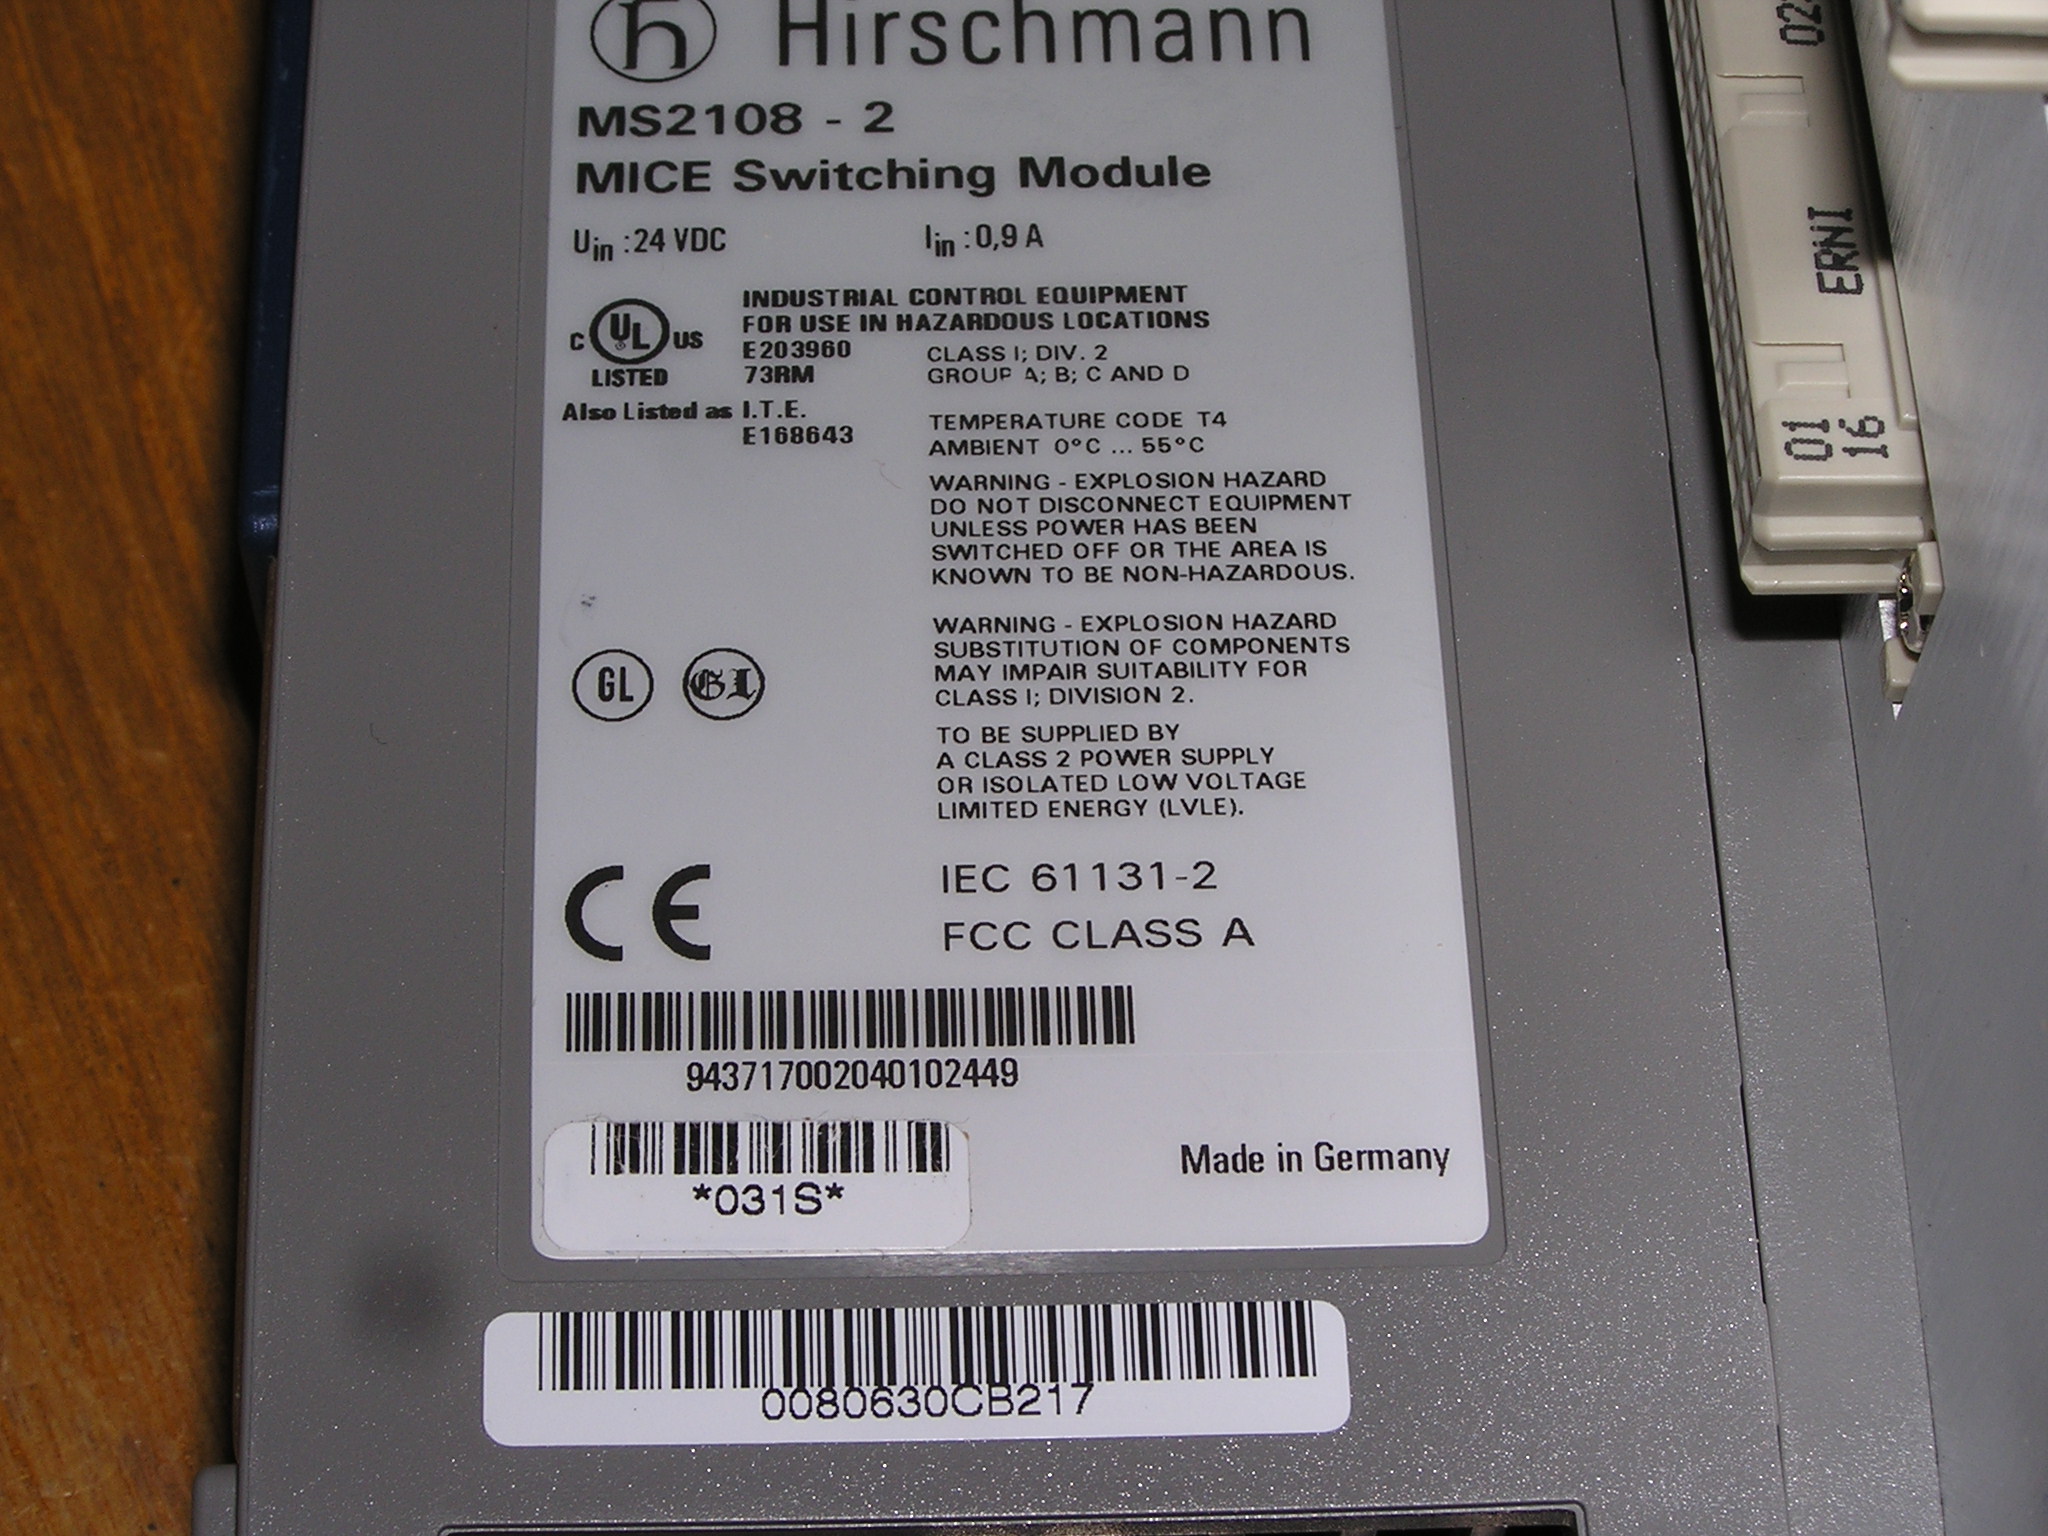 Hirschmann
MS2108 - 2
MICE Switching Module
Uin :24 VDC Iin :0,9 A
INDUSTRIAL CONTROL EQUIPMENT
FOR USE IN HAZARDOUS LOCATIONS
C UL US
LISTED
E203960
73RM
CLASS I; DIV. 2
GROUP A; B; C AND D
Also Listed as I.T.E.
E168643
TEMPERATURE CODE T4
AMBIENT 0°C ... 55°C
WARNING - EXPLOSION HAZARD
DO NOT DISCONNECT EQUIPMENT
UNLESS POWER HAS BEEN
SWITCHED OFF OR THE AREA IS
KNOWN TO BE NON-HAZARDOUS.
GL GL
WARNING - EXPLOSION HAZARD
SUBSTITUTION OF COMPONENTS
MAY IMPAIR SUITABILITY FOR
CLASS I; DIVISION 2.
TO BE SUPPLIED BY
A CLASS 2 POWER SUPPLY
OR ISOLATED LOW VOLTAGE
LIMITED ENERGY (LVLE).
CE
IEC 61131-2
FCC CLASS A
943717002040102449
*031S*
Made in Germany
0080630CB217
ERNI
01
16